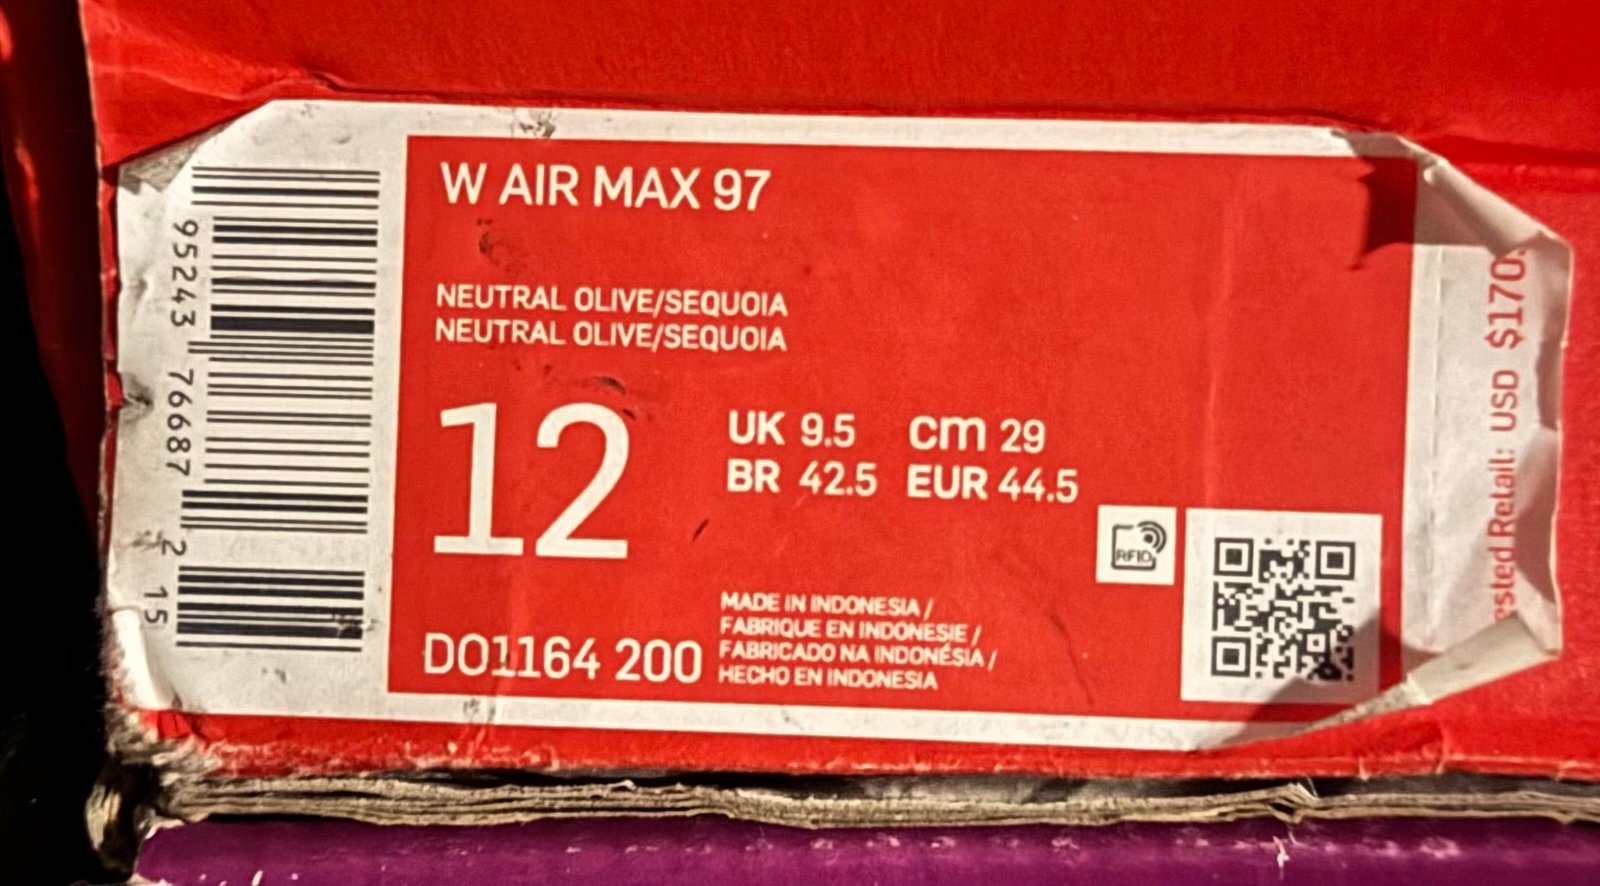 W AIR MAX 97
NEUTRAL OLIVE/SEQUOIA
NEUTRAL OLIVE/SEQUOIA
12
UK 9.5 cm 29
BR 42.5 EUR 44.5
RFID
MADE IN INDONESIA /
FABRIQUE EN INDONESIE /
FABRICADO NA INDONÉSIA /
HECHO EN INDONESIA
DO1164 200
95243 76687 2 15
Retail: USD $170.